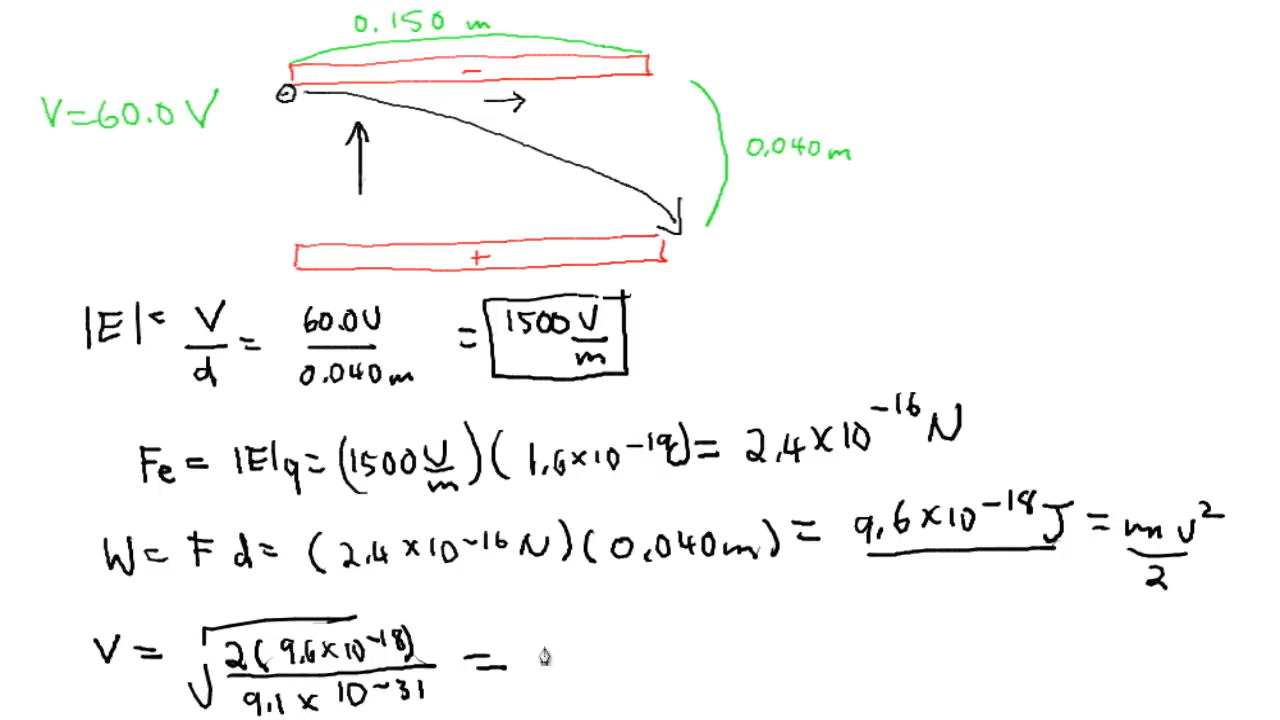 0.150 m
-
V=60.0 V
0.040 m
+
|E| = V/d = 60.0V/0.040m = 1500 V/m
Fe = |E|q = (1500 V/m)(1.6×10^-19) = 2.4×10^-16 N
W = F d = (2.4×10^-16 N)(0.040m) = 9.6×10^-18 J = mv^2/2
V = √(2(9.6×10^-18)/9.1×10^-31) =